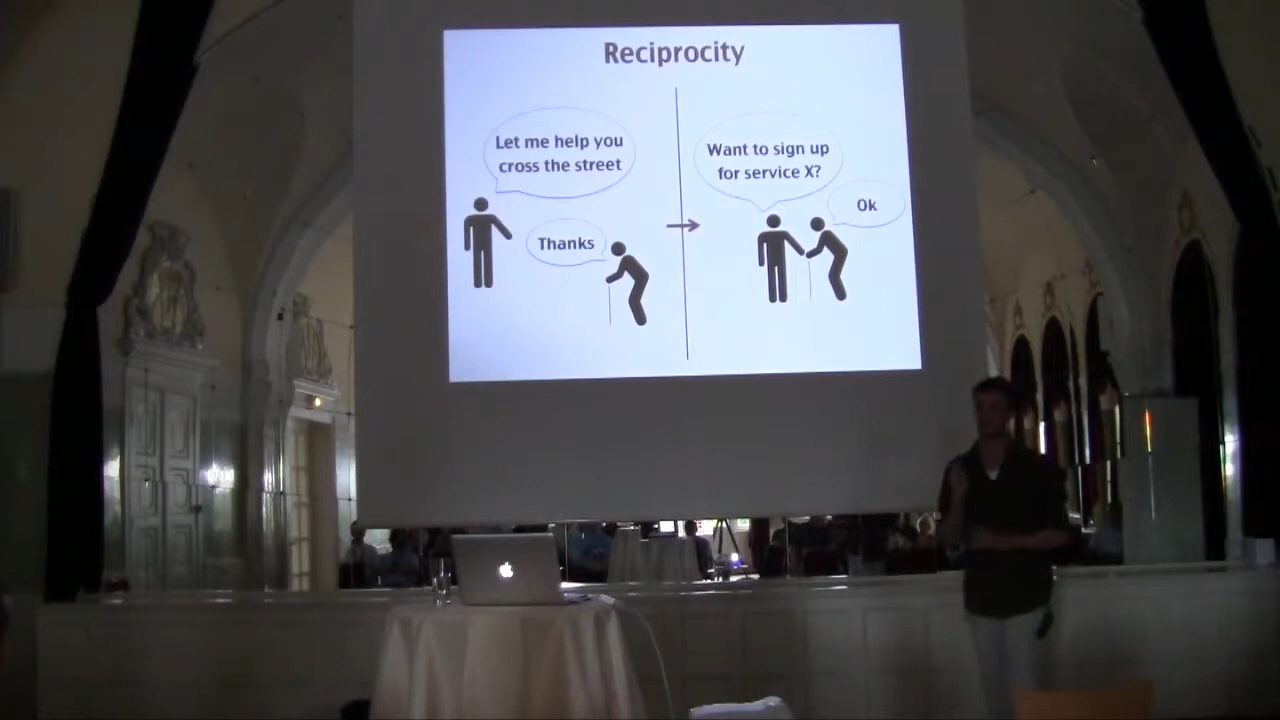 Reciprocity
Let me help you
cross the street
Thanks
Want to sign up
for service X?
Ok